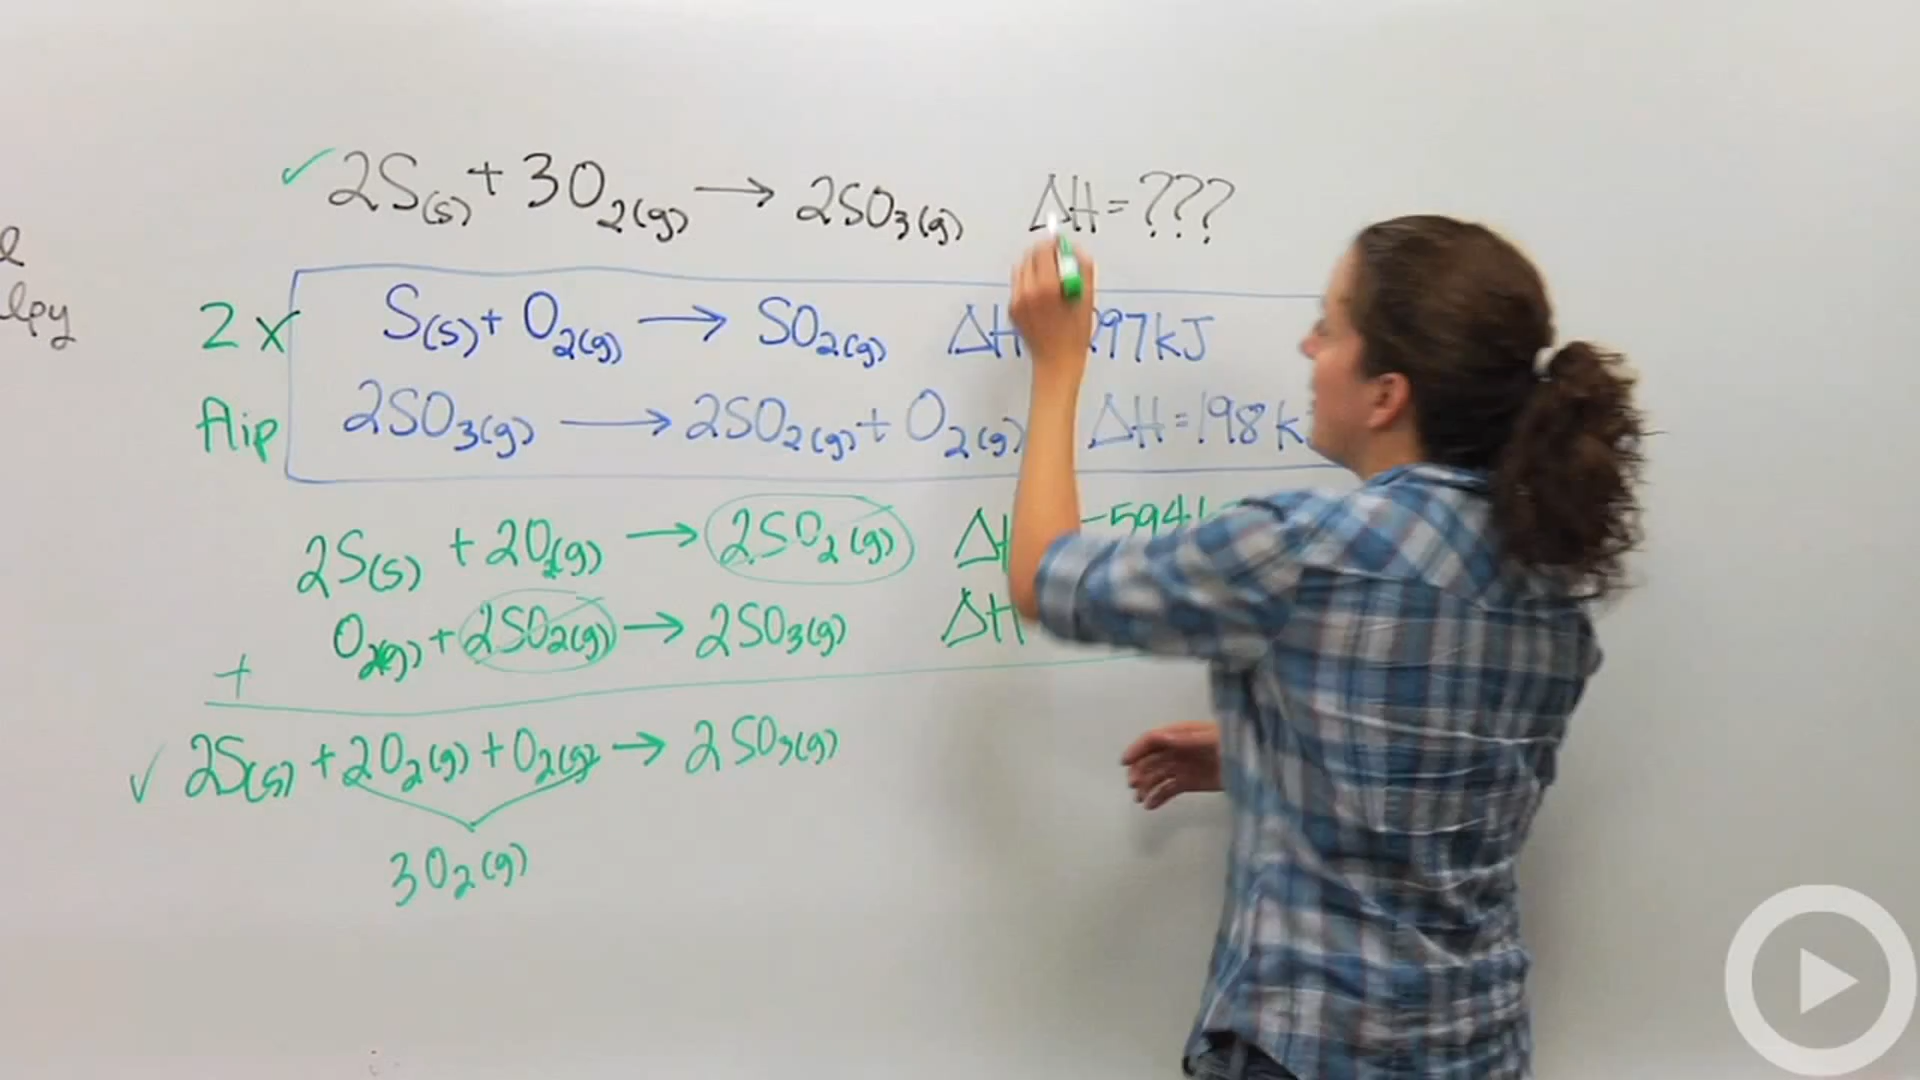 ✓ 2S(s) + 3O₂(g) → 2SO₃(g) ΔH = ???
2 x S(s) + O₂(g) → SO₂(g) ΔH 297kJ
flip 2SO₃(g) → 2SO₂(g) + O₂(g) ΔH = 198 k
2S(s) + 2O₂(g) → 2SO₂(g) ΔH -594
O₂(g) + 2SO₂(g) → 2SO₃(g) ΔH
+
✓ 2S(s) + 2O₂(g) + O₂(g) → 2SO₃(g)
3O₂(g)